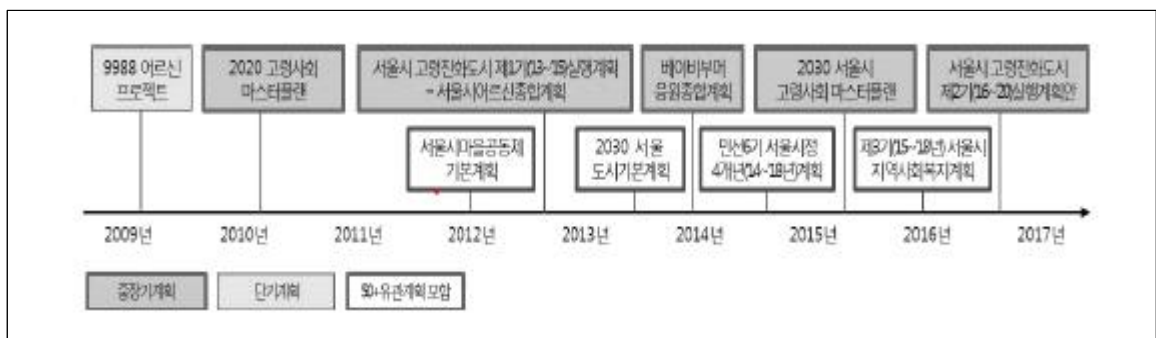 9988 어르신
프로젝트
2020 고령사회
마스터플랜
서울시 고령친화도시 제1기('13~'15)실행계획
= 서울시어르신종합계획
베이비부머
응원종합계획
2030 서울시
고령사회 마스터플랜
서울시 고령친화도시
제2기('16~'20)실행계획안
서울시마을공동체
기본계획
2030 서울
도시기본계획
민선6기 서울시정
4개년('14~'18년)계획
제3기('15~'18년) 서울시
지역사회복지계획
2009년
2010년
2011년
2012년
2013년
2014년
2015년
2016년
2017년
중장기계획
단기계획
50+유관계획 포함